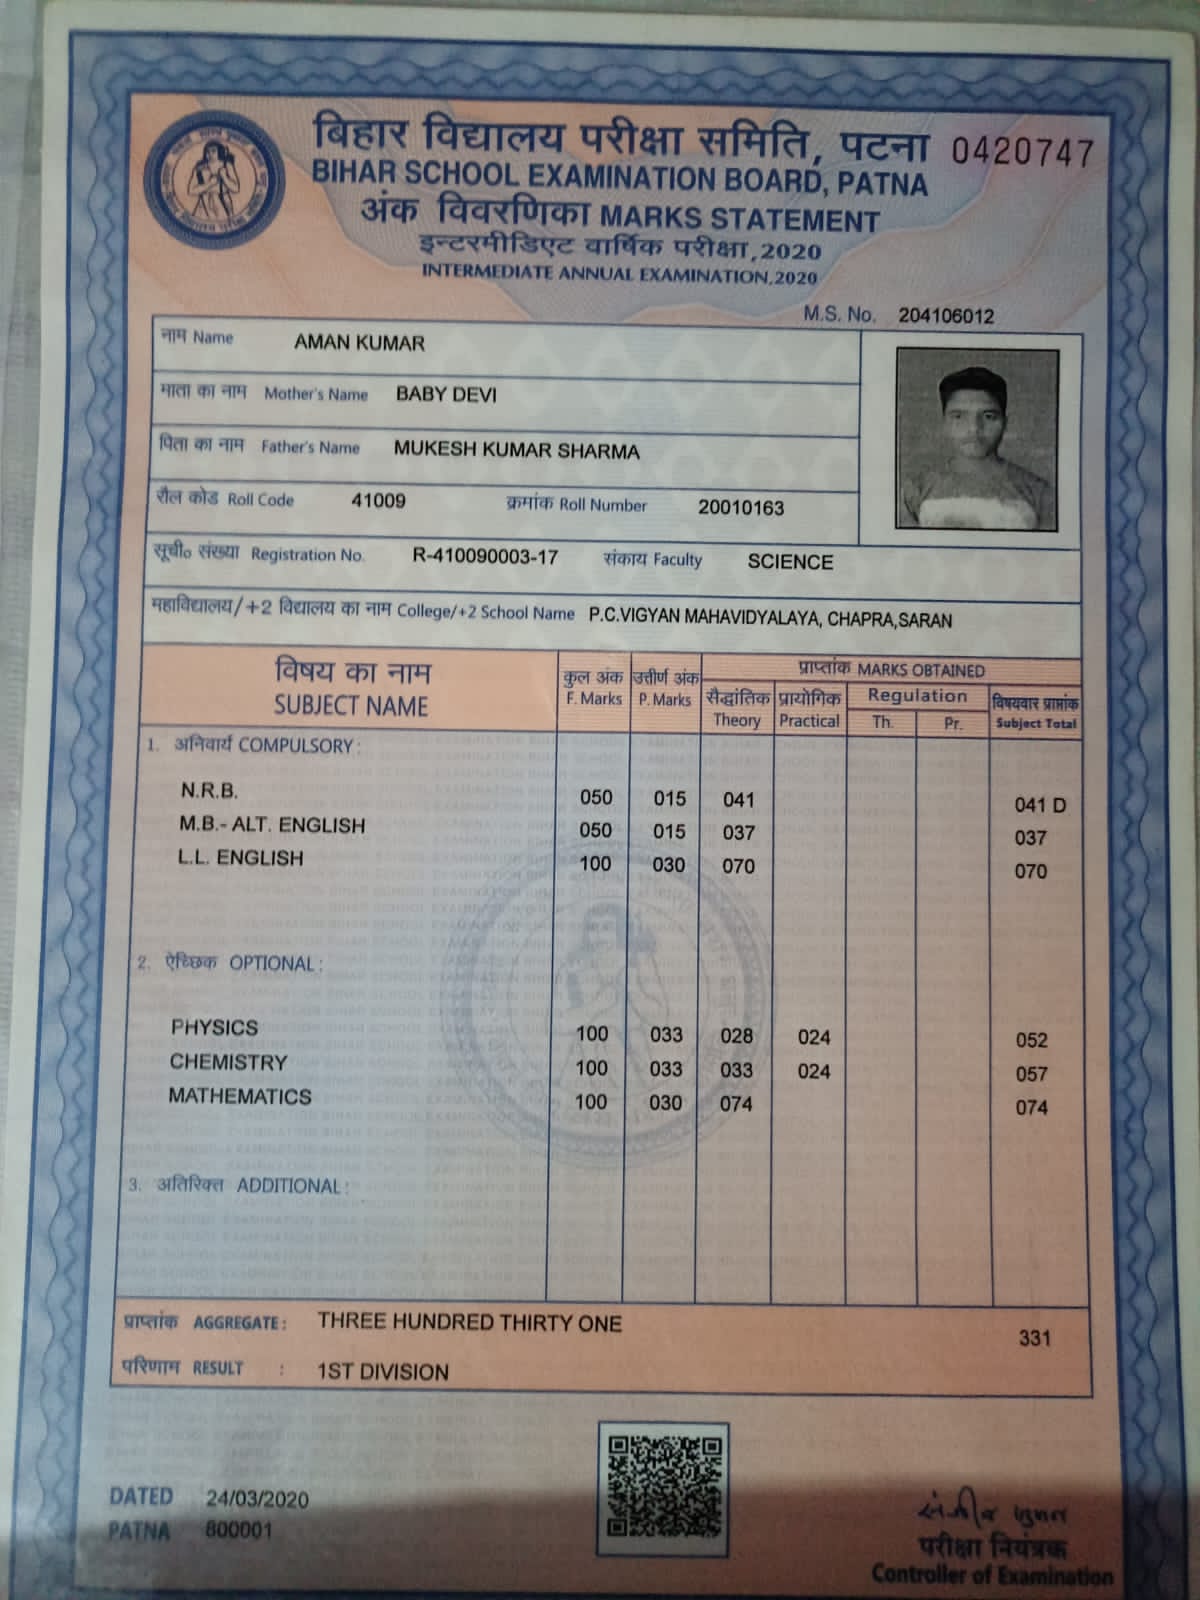 बिहार विद्यालय परीक्षा समिति, पटना 0420747
BIHAR SCHOOL EXAMINATION BOARD, PATNA
अंक विवरणिका MARKS STATEMENT
इन्टरमीडिएट वार्षिक परीक्षा,2020
INTERMEDIATE ANNUAL EXAMINATION,2020
M.S. No. 204106012
नाम Name AMAN KUMAR
माता का नाम Mother's Name BABY DEVI
पिता का नाम Father's Name MUKESH KUMAR SHARMA
रौल कोड Roll Code 41009 क्रमांक Roll Number 20010163
सूची० संख्या Registration No. R-410090003-17 संकाय Faculty SCIENCE
महाविद्यालय/+2 विद्यालय का नाम College/+2 School Name P.C.VIGYAN MAHAVIDYALAYA, CHAPRA,SARAN
विषय का नाम कुल अंक उत्तीर्ण अंक प्राप्तांक MARKS OBTAINED
SUBJECT NAME F. Marks P. Marks सैद्धांतिक प्रायोगिक Regulation विषयवार प्राप्तांक
Theory Practical Th. Pr. Subject Total
1. अनिवार्य COMPULSORY:
N.R.B. 050 015 041 041 D
M.B.- ALT. ENGLISH 050 015 037 037
L.L. ENGLISH 100 030 070 070
2. ऐच्छिक OPTIONAL:
PHYSICS 100 033 028 024 052
CHEMISTRY 100 033 033 024 057
MATHEMATICS 100 030 074 074
3. अतिरिक्त ADDITIONAL:
प्राप्तांक AGGREGATE: THREE HUNDRED THIRTY ONE 331
परिणाम RESULT : 1ST DIVISION
DATED 24/03/2020
PATNA 800001
परीक्षा नियंत्रक
Controller of Examination